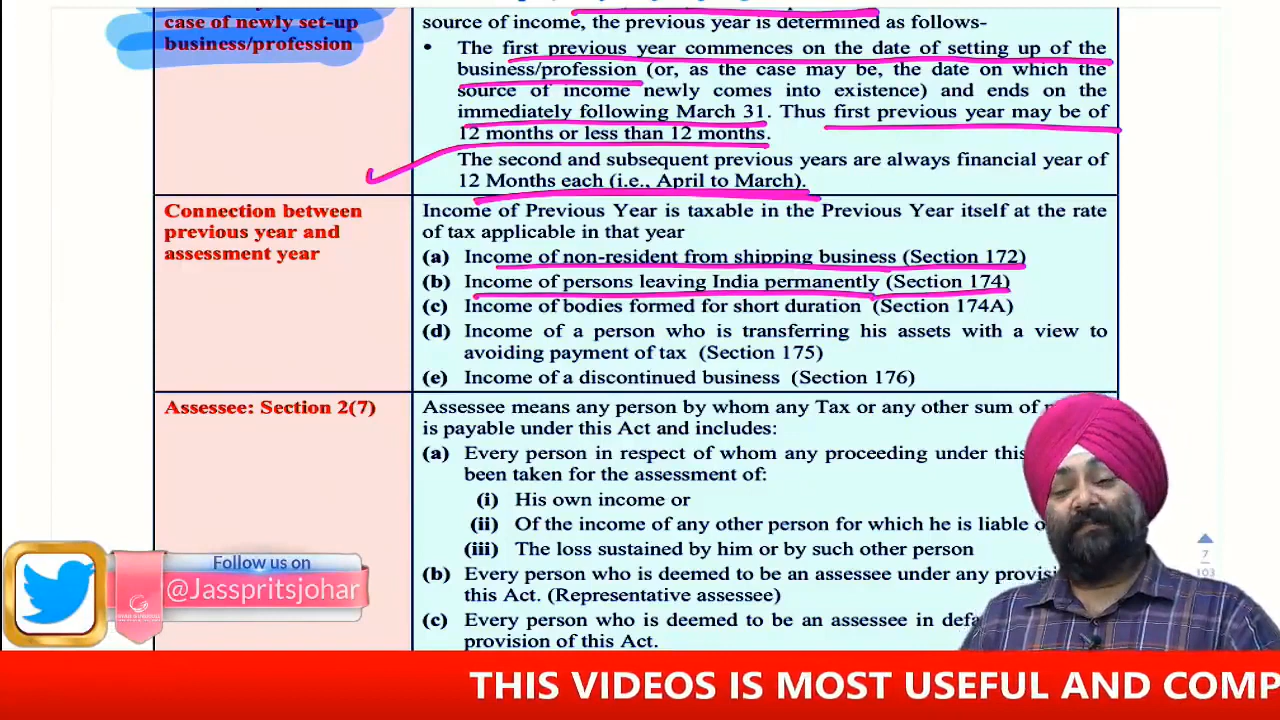 case of newly set-up
business/profession
source of income, the previous year is determined as follows-
• The first previous year commences on the date of setting up of the
business/profession (or, as the case may be, the date on which the
source of income newly comes into existence) and ends on the
immediately following March 31. Thus first previous year may be of
12 months or less than 12 months.
The second and subsequent previous years are always financial year of
12 Months each (i.e., April to March).
Connection between
previous year and
assessment year
Income of Previous Year is taxable in the Previous Year itself at the rate
of tax applicable in that year
(a) Income of non-resident from shipping business (Section 172)
(b) Income of persons leaving India permanently (Section 174)
(c) Income of bodies formed for short duration (Section 174A)
(d) Income of a person who is transferring his assets with a view to
avoiding payment of tax (Section 175)
(e) Income of a discontinued business (Section 176)
Assessee: Section 2(7)
Assessee means any person by whom any Tax or any other sum of
is payable under this Act and includes:
(a) Every person in respect of whom any proceeding under this
been taken for the assessment of:
(i) His own income or
(ii) Of the income of any other person for which he is liable
(iii) The loss sustained by him or by such other person
(b) Every person who is deemed to be an assessee under any
this Act. (Representative assessee)
(c) Every person who is deemed to be an assessee in
provision of this Act.
Follow us on
@Jasspritsjohar
7
103
THIS VIDEOS IS MOST USEFUL AND COMP